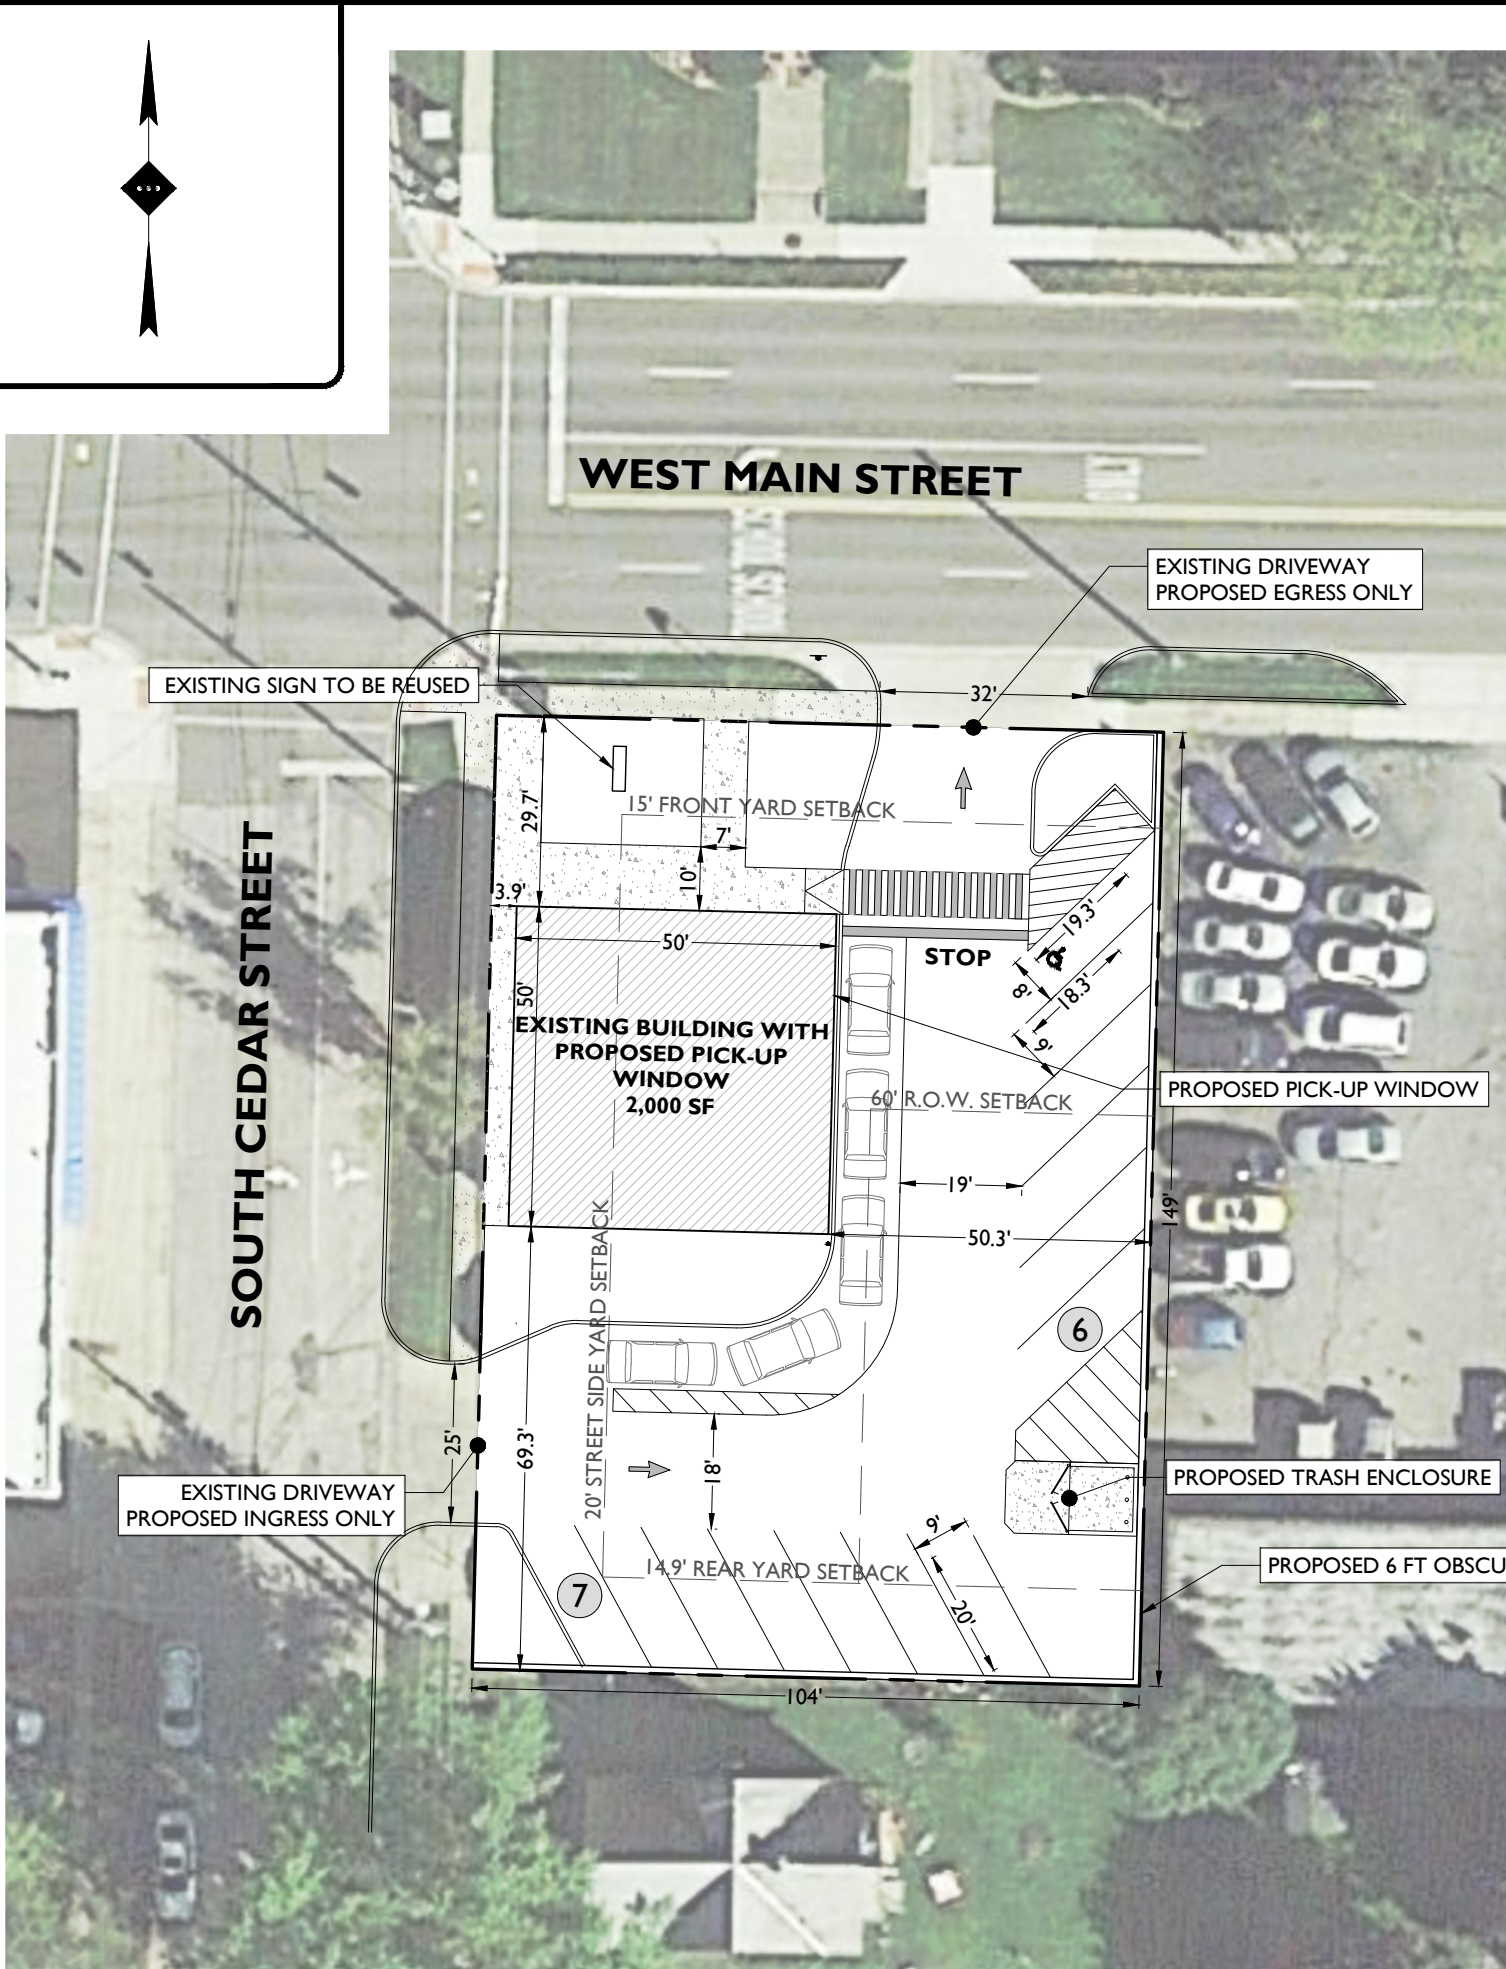 WEST MAIN STREET
EXISTING DRIVEWAY
PROPOSED EGRESS ONLY
EXISTING SIGN TO BE REUSED
32'
29.7'
15' FRONT YARD SETBACK
7'
10'
3.9'
50'
50'
STOP
19.3'
8'
18.3'
9'
SOUTH CEDAR STREET
EXISTING BUILDING WITH
PROPOSED PICK-UP
WINDOW
2,000 SF
PROPOSED PICK-UP WINDOW
60' R.O.W. SETBACK
19'
149'
50.3'
20' STREET SIDE YARD SETBACK
6
25'
69.3'
18'
EXISTING DRIVEWAY
PROPOSED INGRESS ONLY
PROPOSED TRASH ENCLOSURE
9'
14.9' REAR YARD SETBACK
PROPOSED 6 FT OBSCU
7
20'
104'